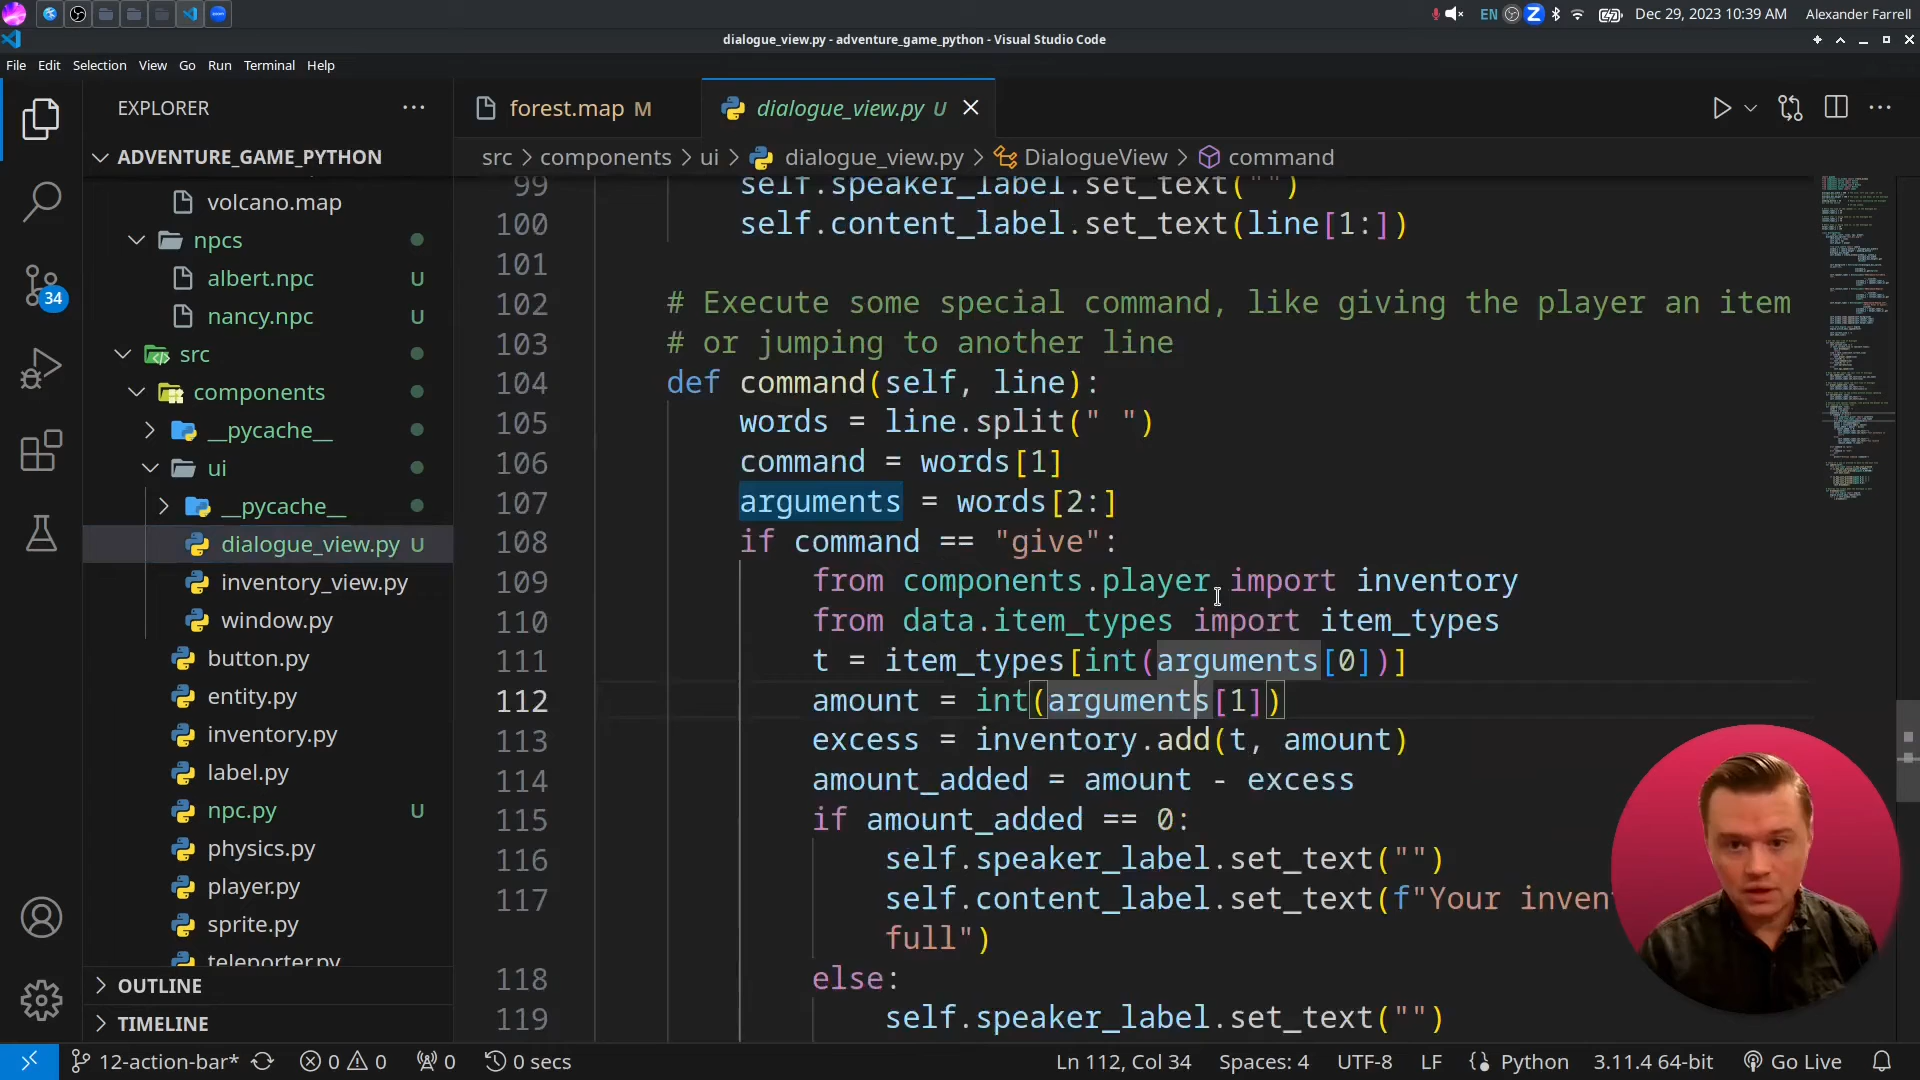 EN
Dec 29, 2023 10:39 AM
Alexander Farrell
dialogue_view.py - adventure_game_python - Visual Studio Code
File Edit Selection View Go Run Terminal Help
EXPLORER
ADVENTURE_GAME_PYTHON
volcano.map
npcs
albert.npc U
nancy.npc U
src
components
__pycache__
ui
__pycache__
dialogue_view.py U
inventory_view.py
window.py
button.py
entity.py
inventory.py
label.py
npc.py U
physics.py
player.py
sprite.py
teleporter.py
OUTLINE
TIMELINE
34
forest.map M
dialogue_view.py U
src > components > ui > dialogue_view.py > DialogueView > command
99 self.speaker_label.set_text("")
100 self.content_label.set_text(line[1:])
101
102 # Execute some special command, like giving the player an item
103 # or jumping to another line
104 def command(self, line):
105 words = line.split(" ")
106 command = words[1]
107 arguments = words[2:]
108 if command == "give":
109 from components.player import inventory
110 from data.item_types import item_types
111 t = item_types[int(arguments[0])]
112 amount = int(arguments[1])
113 excess = inventory.add(t, amount)
114 amount_added = amount - excess
115 if amount_added == 0:
116 self.speaker_label.set_text("")
117 self.content_label.set_text(f"Your
full")
118 else:
119 self.speaker_label.set_text("")
12-action-bar* 0 0 0 0 secs
Ln 112, Col 34 Spaces: 4 UTF-8 LF Python 3.11.4 64-bit Go Live